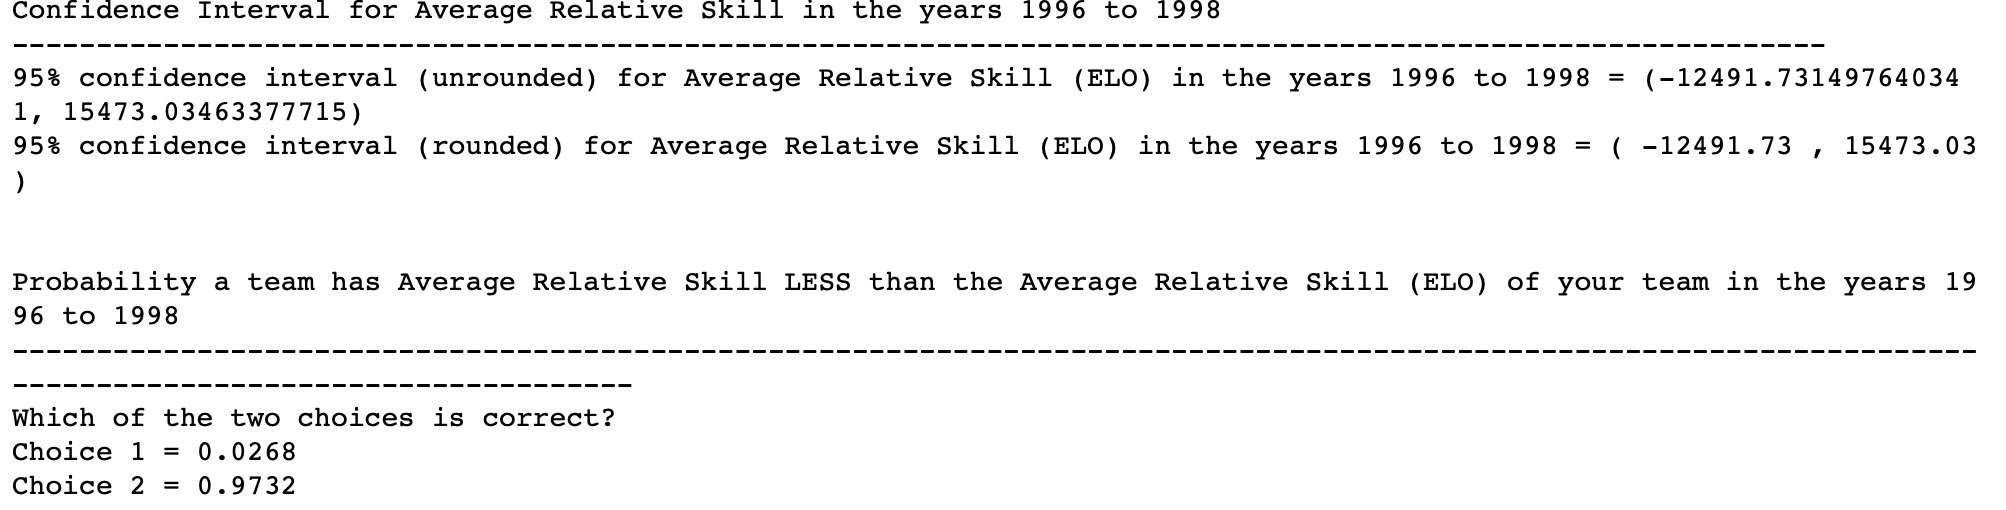 Confidence Interval for Average Relative Skill in the years 1996 to 1998
------------------------------------------------------------------------------------------------------------
95% confidence interval (unrounded) for Average Relative Skill (ELO) in the years 1996 to 1998 = (-12491.73149764034
1, 15473.03463377715)
95% confidence interval (rounded) for Average Relative Skill (ELO) in the years 1996 to 1998 = ( -12491.73 , 15473.03
)
Probability a team has Average Relative Skill LESS than the Average Relative Skill (ELO) of your team in the years 19
96 to 1998
---------------------------------------------------------------------------------------------------------------------
-------------------------------------
Which of the two choices is correct?
Choice 1 = 0.0268
Choice 2 = 0.9732